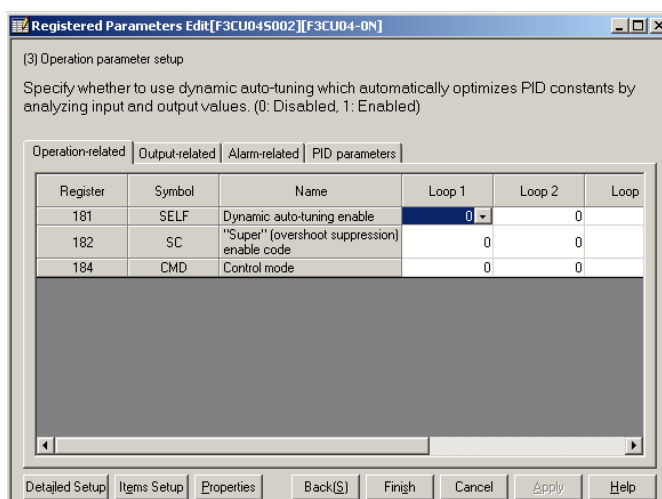 Registered Parameters Edit[F3CU04S002][F3CU04-0N]
(3) Operation parameter setup
Specify whether to use dynamic auto-tuning which automatically optimizes PID constants by
analyzing input and output values. (0: Disabled, 1: Enabled)
Operation-related Output-related Alarm-related PID parameters
Register Symbol Name Loop 1 Loop 2 Loop
181 SELF Dynamic auto-tuning enable 0 0
182 SC "Super" (overshoot suppression) enable code 0 0
184 CMD Control mode 0 0
Detailed Setup Items Setup Properties Back(S) Finish Cancel Apply Help